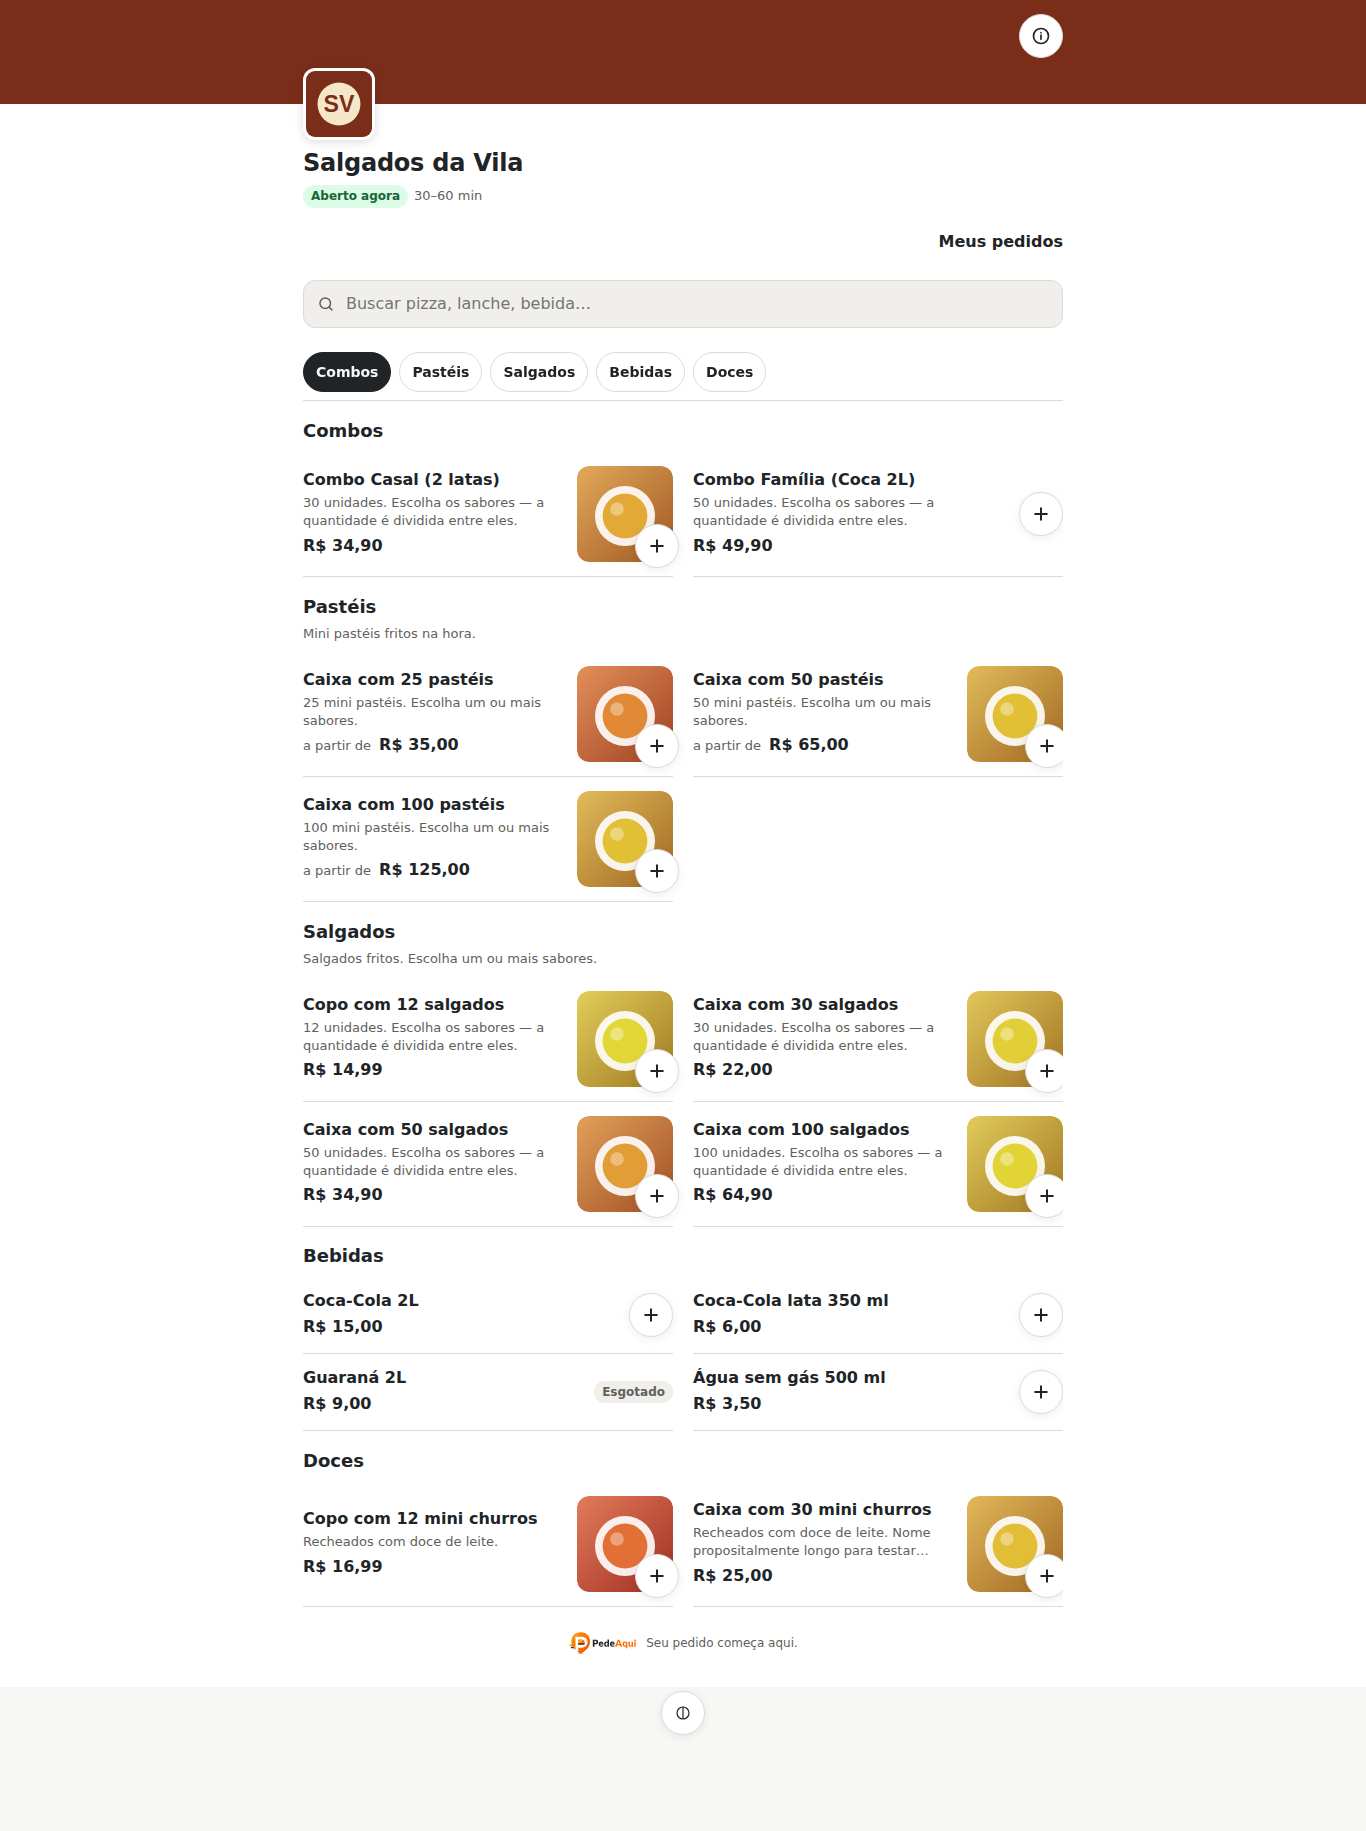 SV
Salgados da Vila
Aberto agora 30–60 min
Meus pedidos
Buscar pizza, lanche, bebida…
Combos Pastéis Salgados Bebidas Doces
Combos
Combo Casal (2 latas)
30 unidades. Escolha os sabores — a
quantidade é dividida entre eles.
R$ 34,90
Combo Família (Coca 2L)
50 unidades. Escolha os sabores — a
quantidade é dividida entre eles.
R$ 49,90
Pastéis
Mini pastéis fritos na hora.
Caixa com 25 pastéis
25 mini pastéis. Escolha um ou mais
sabores.
a partir de R$ 35,00
Caixa com 50 pastéis
50 mini pastéis. Escolha um ou mais
sabores.
a partir de R$ 65,00
Caixa com 100 pastéis
100 mini pastéis. Escolha um ou mais
sabores.
a partir de R$ 125,00
Salgados
Salgados fritos. Escolha um ou mais sabores.
Copo com 12 salgados
12 unidades. Escolha os sabores — a
quantidade é dividida entre eles.
R$ 14,99
Caixa com 30 salgados
30 unidades. Escolha os sabores — a
quantidade é dividida entre eles.
R$ 22,00
Caixa com 50 salgados
50 unidades. Escolha os sabores — a
quantidade é dividida entre eles.
R$ 34,90
Caixa com 100 salgados
100 unidades. Escolha os sabores — a
quantidade é dividida entre eles.
R$ 64,90
Bebidas
Coca-Cola 2L
R$ 15,00
Coca-Cola lata 350 ml
R$ 6,00
Guaraná 2L
R$ 9,00
Esgotado
Água sem gás 500 ml
R$ 3,50
Doces
Copo com 12 mini churros
Recheados com doce de leite.
R$ 16,99
Caixa com 30 mini churros
Recheados com doce de leite. Nome
propositalmente longo para testar…
R$ 25,00
PedeAqui Seu pedido começa aqui.